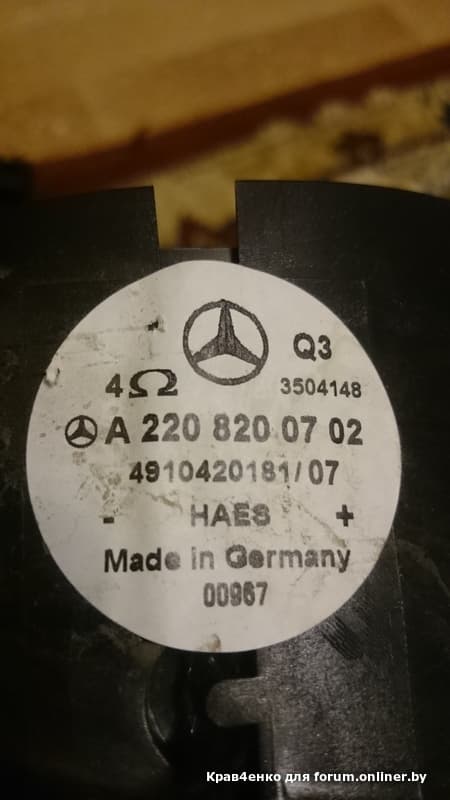 Q3
4Ω
3504148
A 220 820 07 02
4910420181/07
- HAES +
Made in Germany
00967
Крав4енко для forum.onliner.by